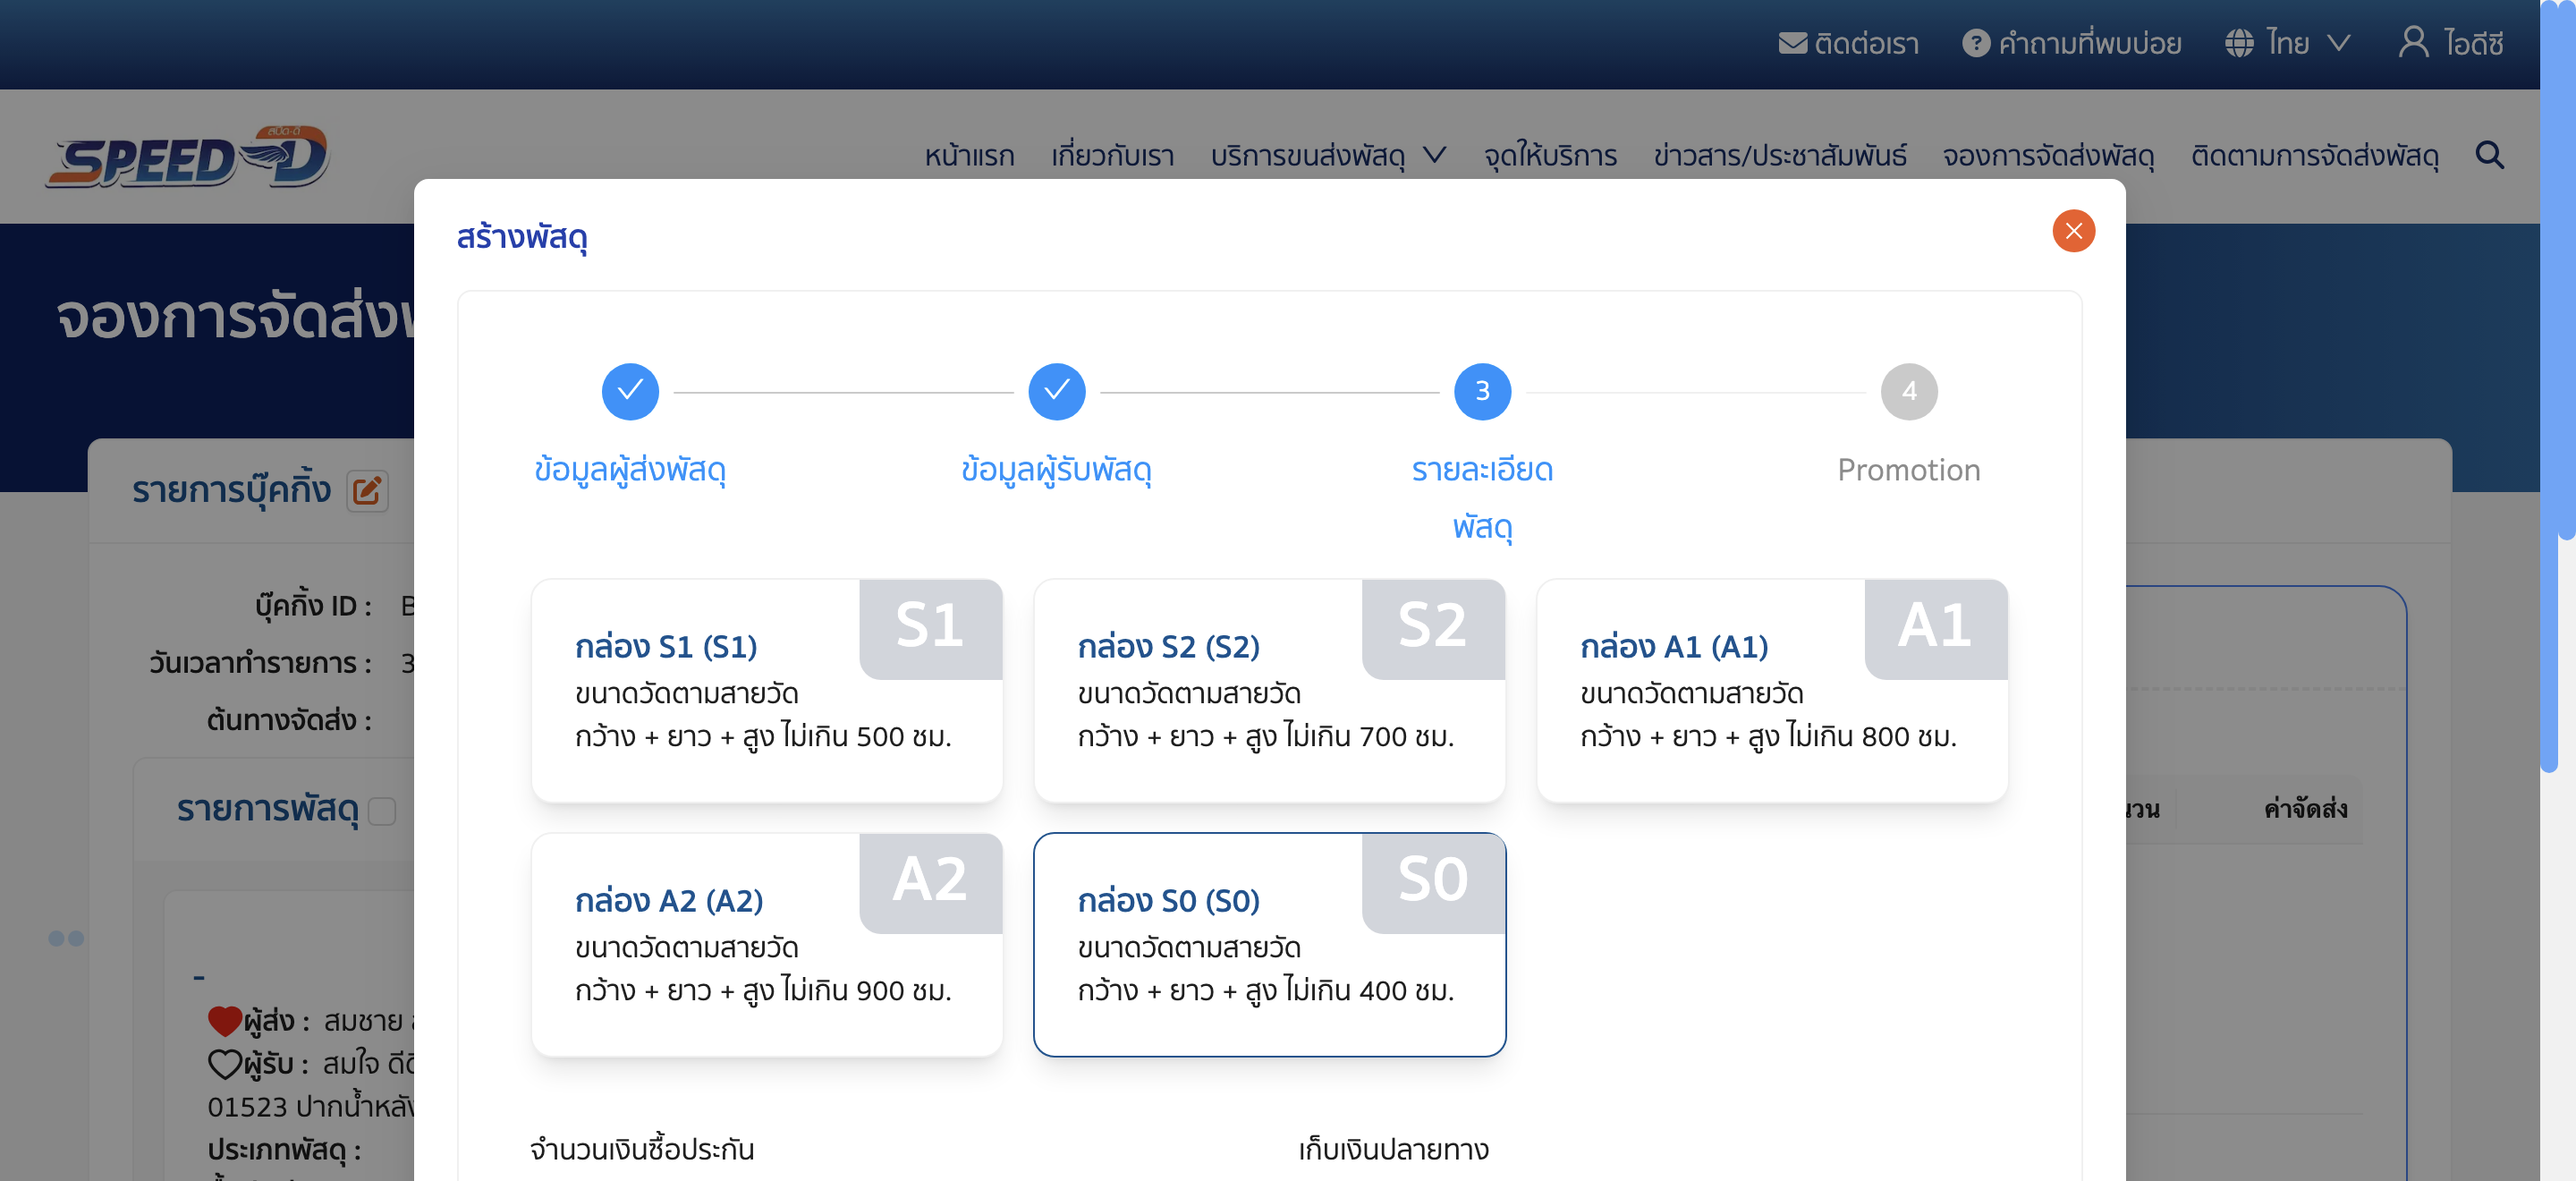 ติดต่อเรา คำถามที่พบบ่อย ไทย ไอดีซี
สปีด-ดี
SPEED-D
หน้าแรก เกี่ยวกับเรา บริการขนส่งพัสดุ จุดให้บริการ ข่าวสาร/ประชาสัมพันธ์ จองการจัดส่งพัสดุ ติดตามการจัดส่งพัสดุ
จองการจัดส่งพ
รายการบุ๊คกิ้ง
บุ๊คกิ้ง ID : B
วันเวลาทำรายการ : 3
ต้นทางจัดส่ง :
รายการพัสดุ
-
ผู้ส่ง : สมชาย
ผู้รับ : สมใจ
01523 ปากน้ำหลัง
ประเภทพัสดุ :
สร้างพัสดุ
3
4
ข้อมูลผู้ส่งพัสดุ
ข้อมูลผู้รับพัสดุ
รายละเอียด
พัสดุ
Promotion
S1
กล่อง S1 (S1)
ขนาดวัดตามสายวัด
กว้าง + ยาว + สูง ไม่เกิน 500 ซม.
S2
กล่อง S2 (S2)
ขนาดวัดตามสายวัด
กว้าง + ยาว + สูง ไม่เกิน 700 ซม.
A1
กล่อง A1 (A1)
ขนาดวัดตามสายวัด
กว้าง + ยาว + สูง ไม่เกิน 800 ซม.
A2
กล่อง A2 (A2)
ขนาดวัดตามสายวัด
กว้าง + ยาว + สูง ไม่เกิน 900 ซม.
S0
กล่อง S0 (S0)
ขนาดวัดตามสายวัด
กว้าง + ยาว + สูง ไม่เกิน 400 ซม.
จำนวนเงินซื้อประกัน
เก็บเงินปลายทาง
นวน
ค่าจัดส่ง